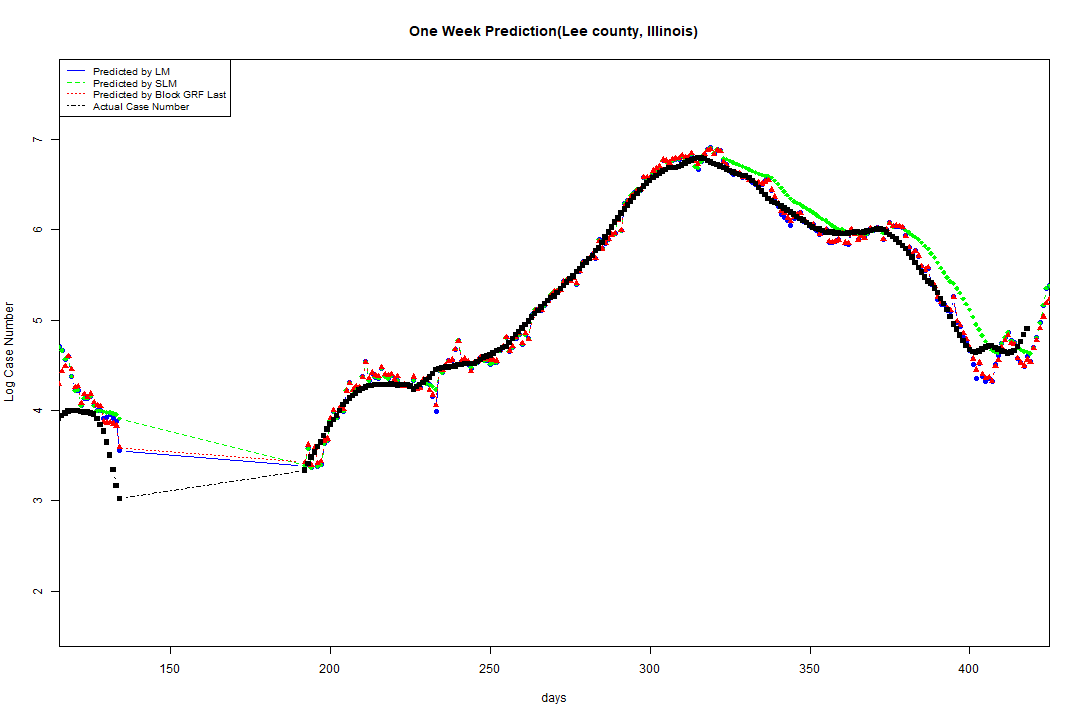 One Week Prediction(Lee county, Illinois)
Predicted by LM
Predicted by SLM
Predicted by Block GRF Last
Actual Case Number
7
6
5
4
3
2
Log Case Number
150 200 250 300 350 400
days